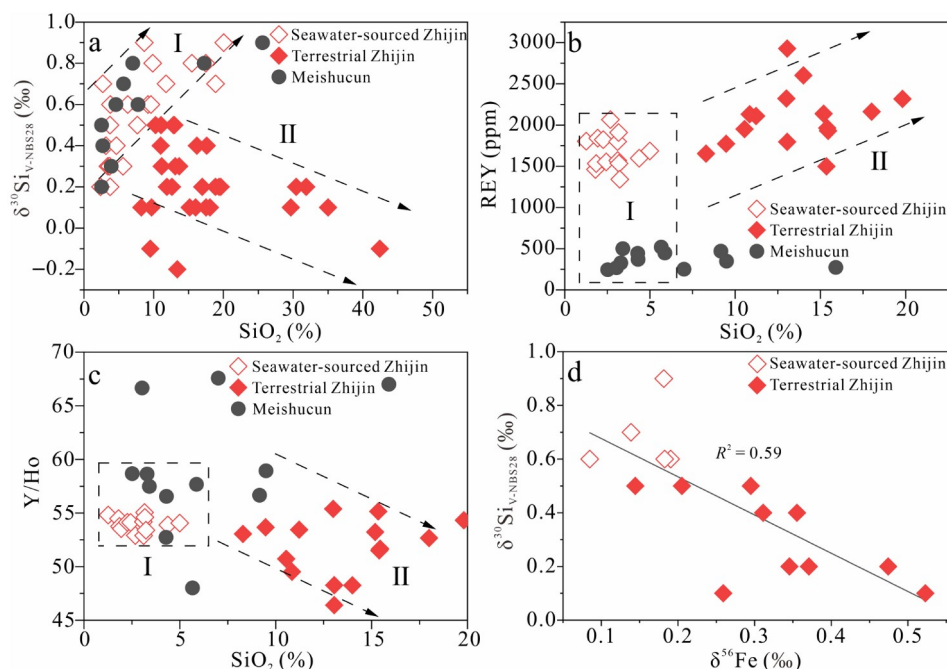 a
I
II
Seawater-sourced Zhijin
Terrestrial Zhijin
Meishucun
1.0
0.8
0.6
0.4
0.2
0.0
−0.2
δ³⁰Si_V-NBS28 (‰)
0 10 20 30 40 50
SiO₂ (%)
b
3000
2500
2000
1500
1000
500
0
REY (ppm)
I
II
Seawater-sourced Zhijin
Terrestrial Zhijin
Meishucun
0 5 10 15 20
SiO₂ (%)
c
Seawater-sourced Zhijin
Terrestrial Zhijin
Meishucun
70
65
60
55
50
45
Y/Ho
I
II
0 5 10 15 20
SiO₂ (%)
d
Seawater-sourced Zhijin
Terrestrial Zhijin
R² = 0.59
1.0
0.8
0.6
0.4
0.2
0.0
δ³⁰Si_V-NBS28 (‰)
0.1 0.2 0.3 0.4 0.5
δ⁵⁶Fe (‰)